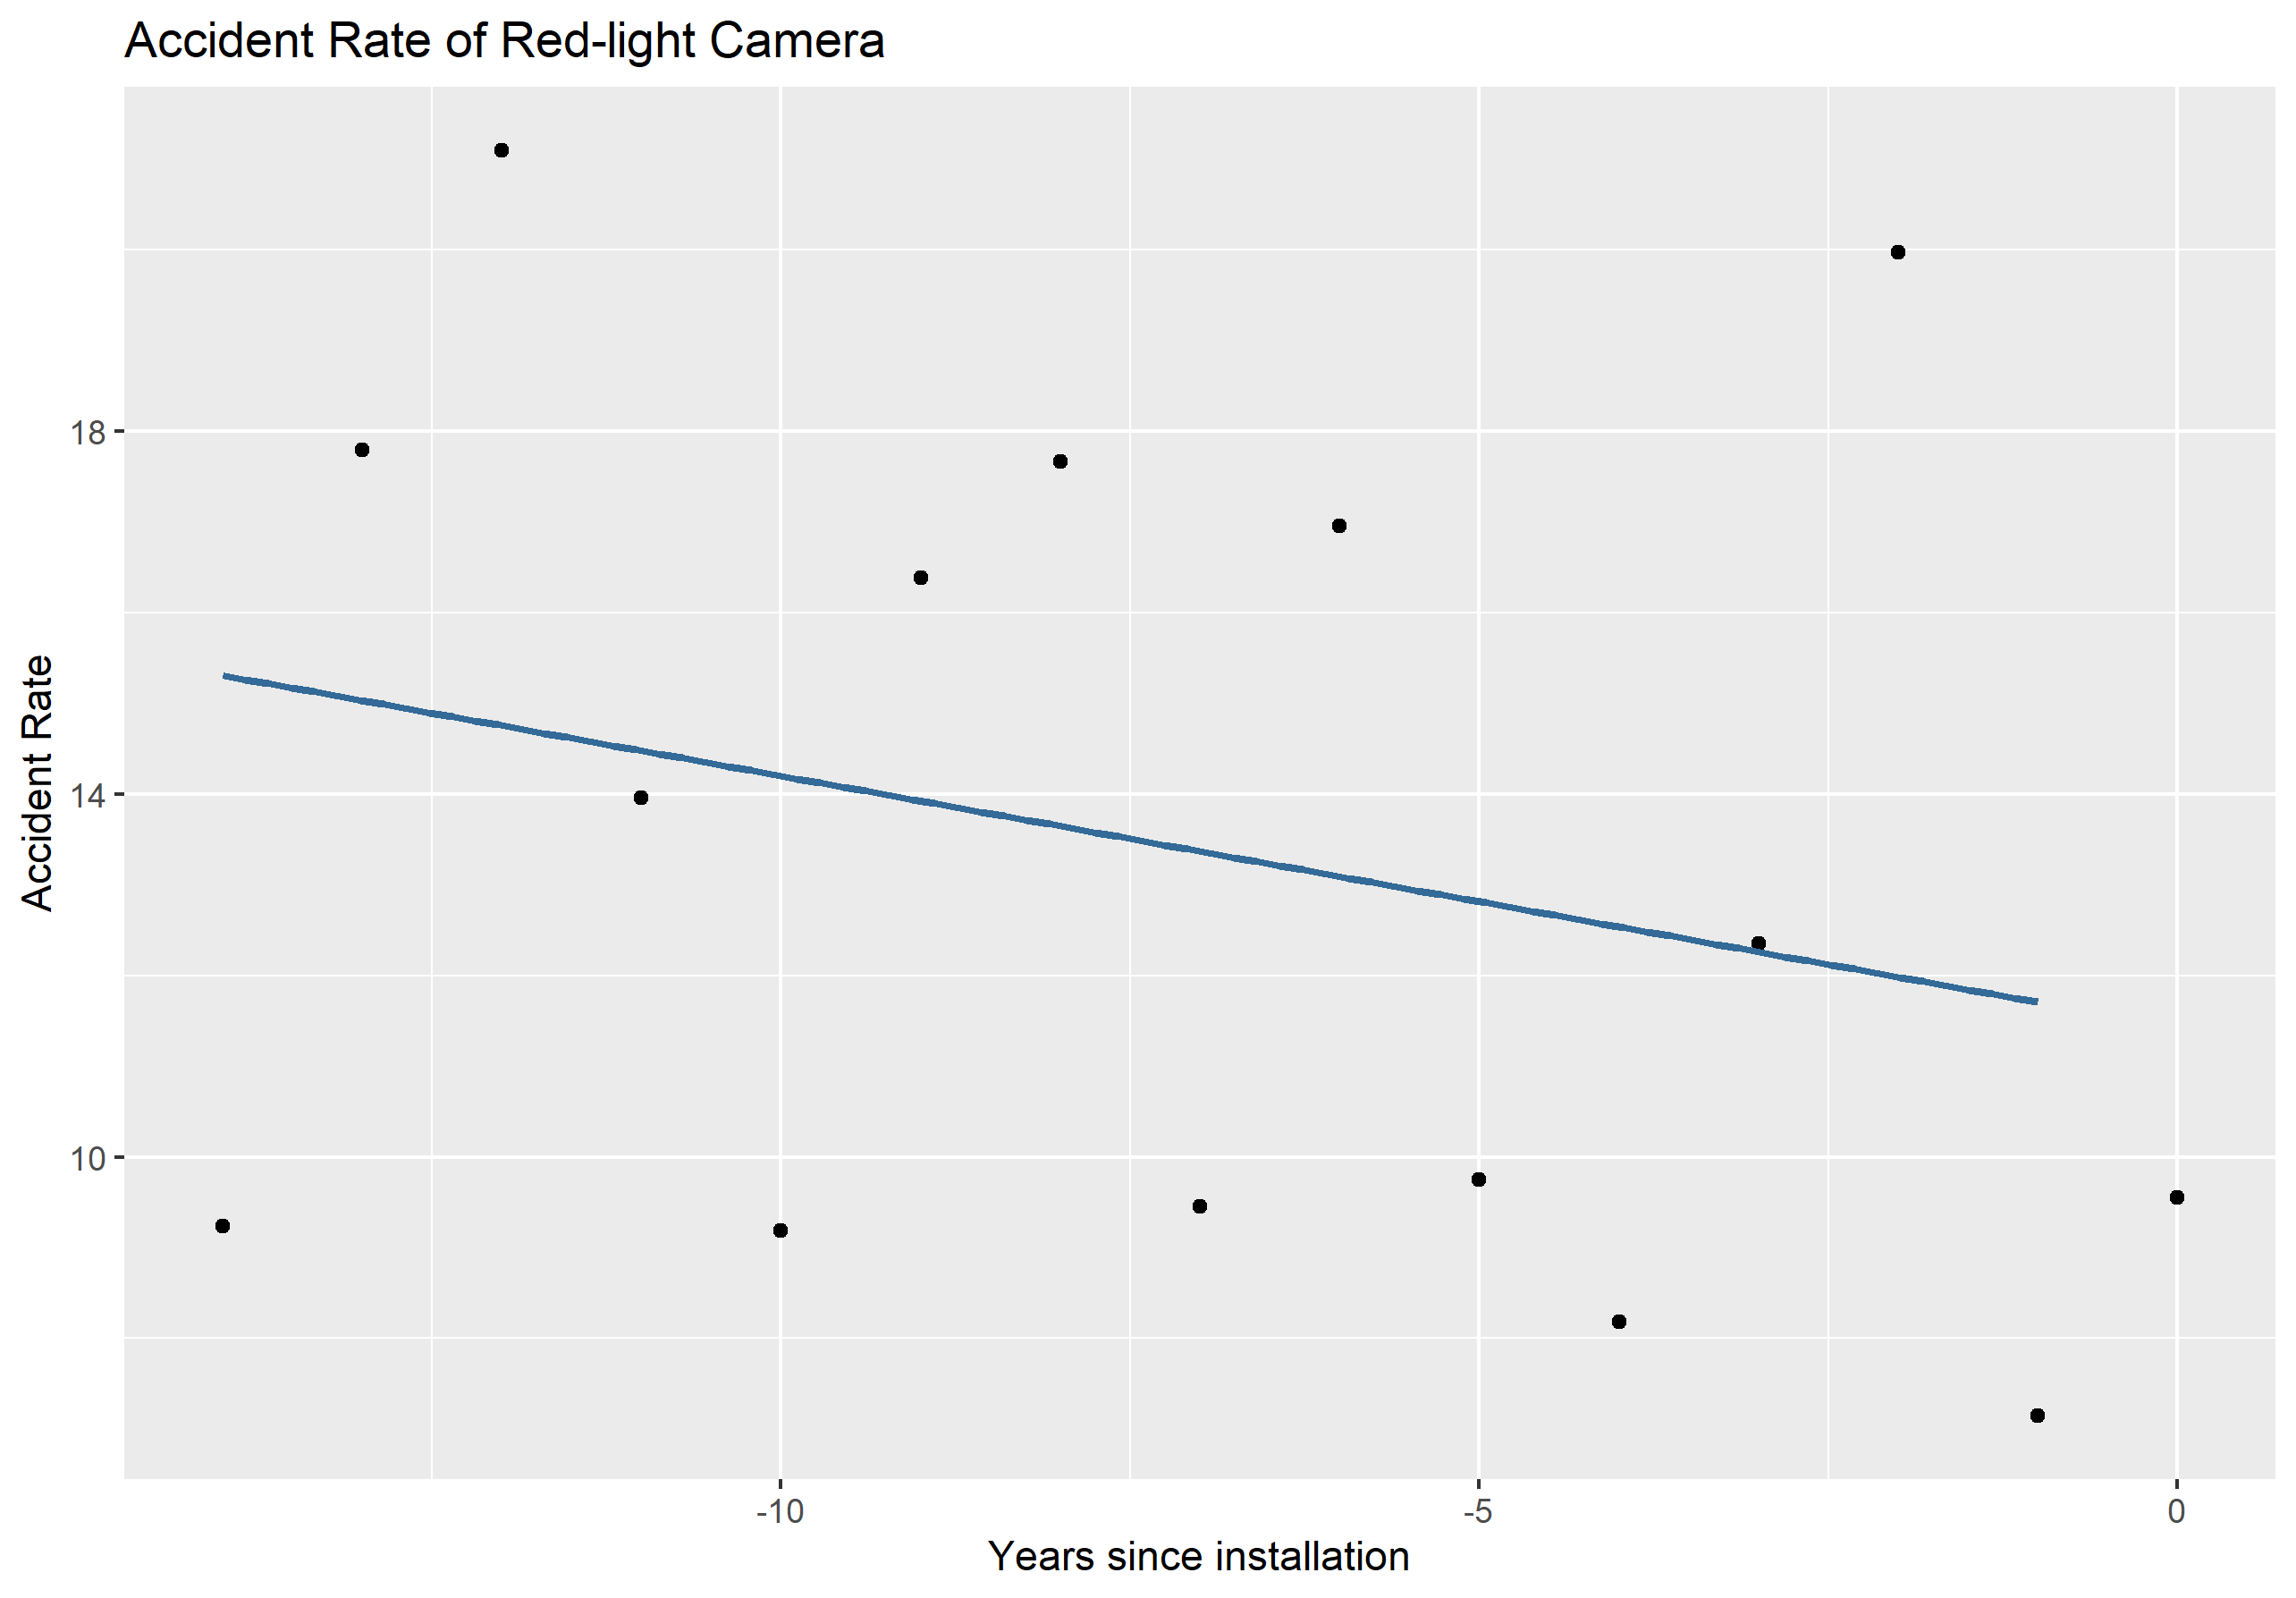 Accident Rate of Red-light Camera
Accident Rate
18
14
10
-10
-5
0
Years since installation